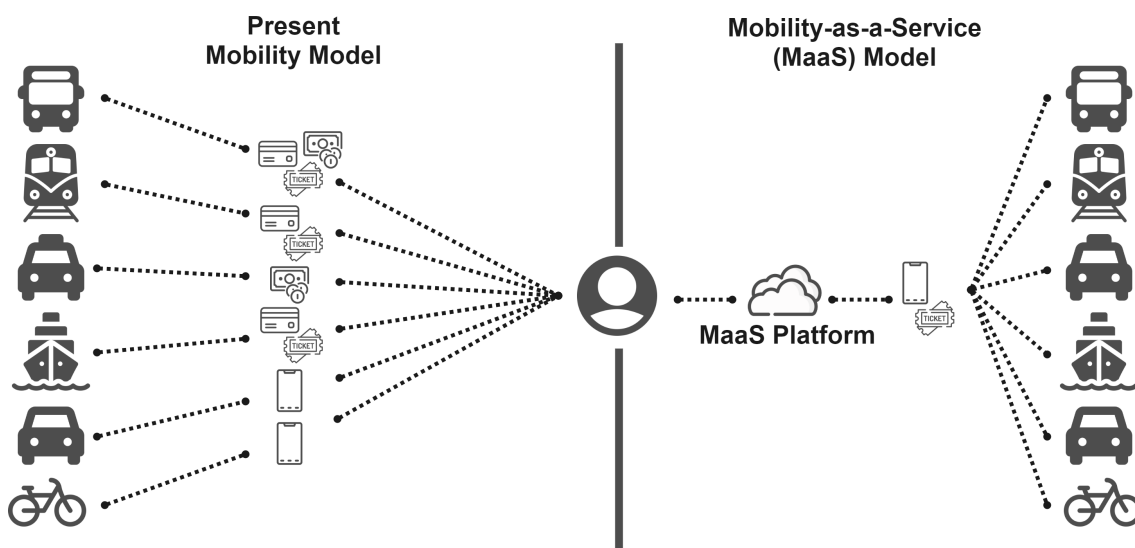 Present
Mobility Model
Mobility-as-a-Service
(MaaS) Model
TICKET
TICKET
TICKET
MaaS Platform
TICKET